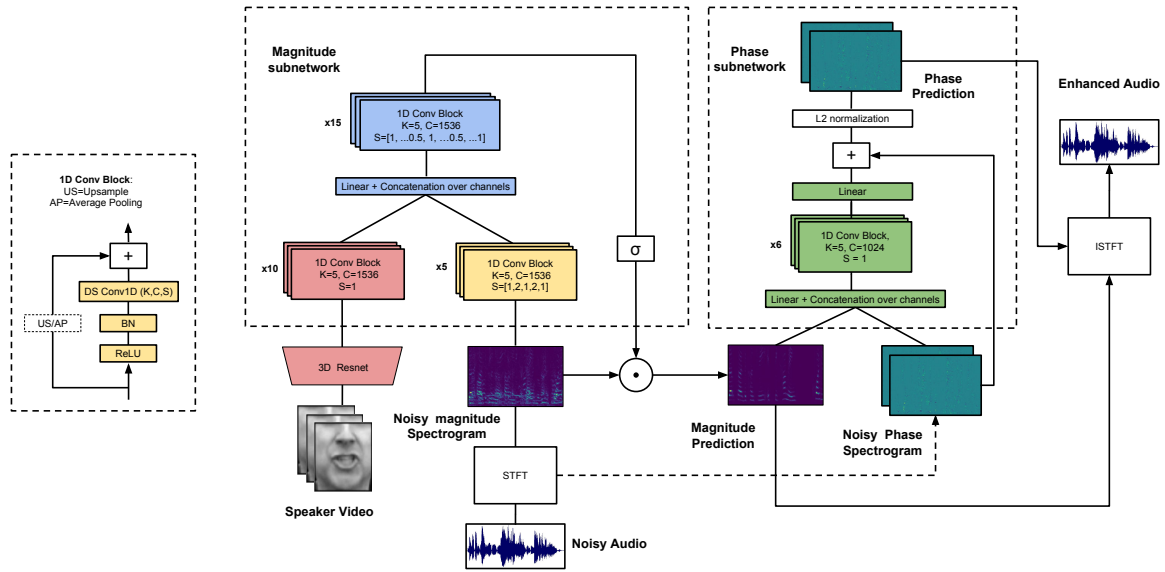 1D Conv Block:
US=Upsample
AP=Average Pooling
+
DS Conv1D (K,C,S)
US/AP
BN
ReLU
Magnitude
subnetwork
x15
1D Conv Block
K=5, C=1536
S=[1, ...0.5, 1, ...0.5, ...1]
Linear + Concatenation over channels
x10
1D Conv Block
K=5, C=1536
S=1
x5
1D Conv Block
K=5, C=1536
S=[1,2,1,2,1]
σ
3D Resnet
Speaker Video
Noisy magnitude
Spectrogram
STFT
Noisy Audio
Phase
subnetwork
Phase
Prediction
L2 normalization
+
Linear
x6
1D Conv Block,
K=5, C=1024
S = 1
Linear + Concatenation over channels
Magnitude
Prediction
Noisy Phase
Spectrogram
Enhanced Audio
ISTFT